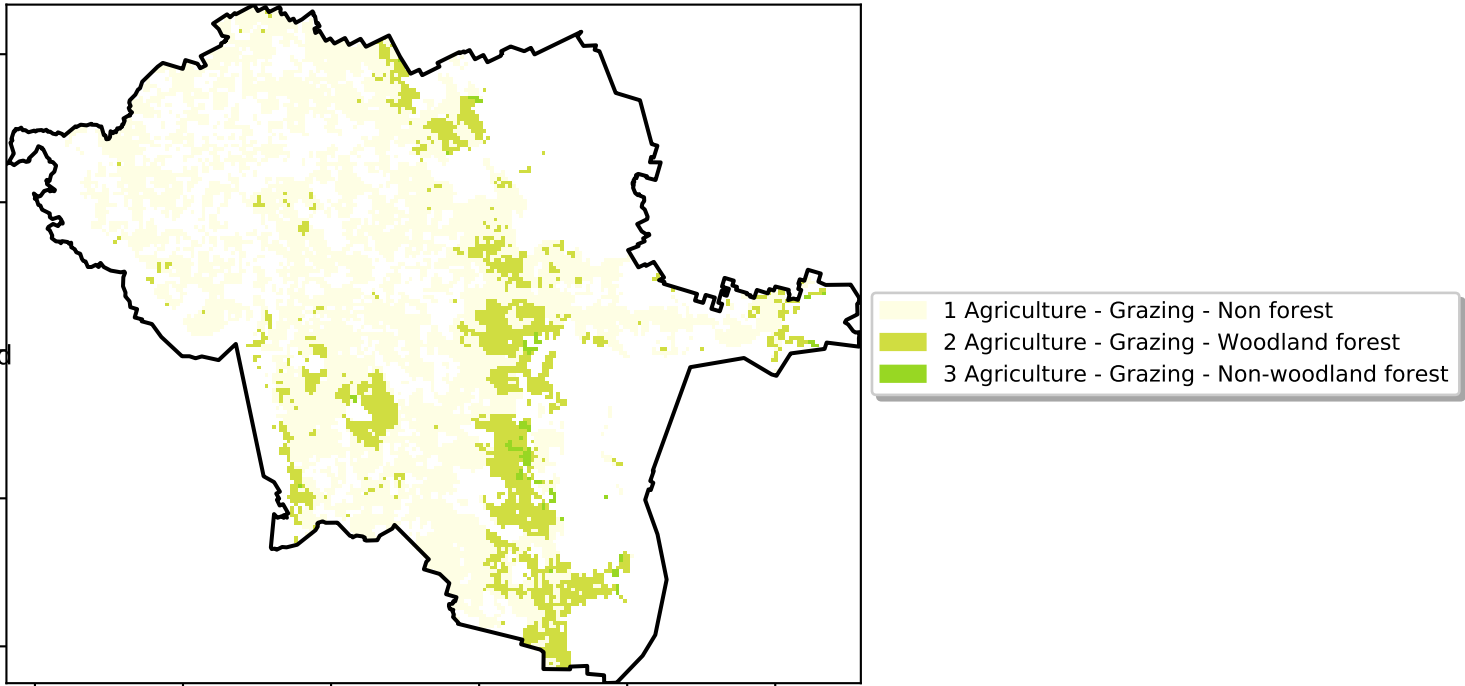 1 Agriculture - Grazing - Non forest
2 Agriculture - Grazing - Woodland forest
3 Agriculture - Grazing - Non-woodland forest